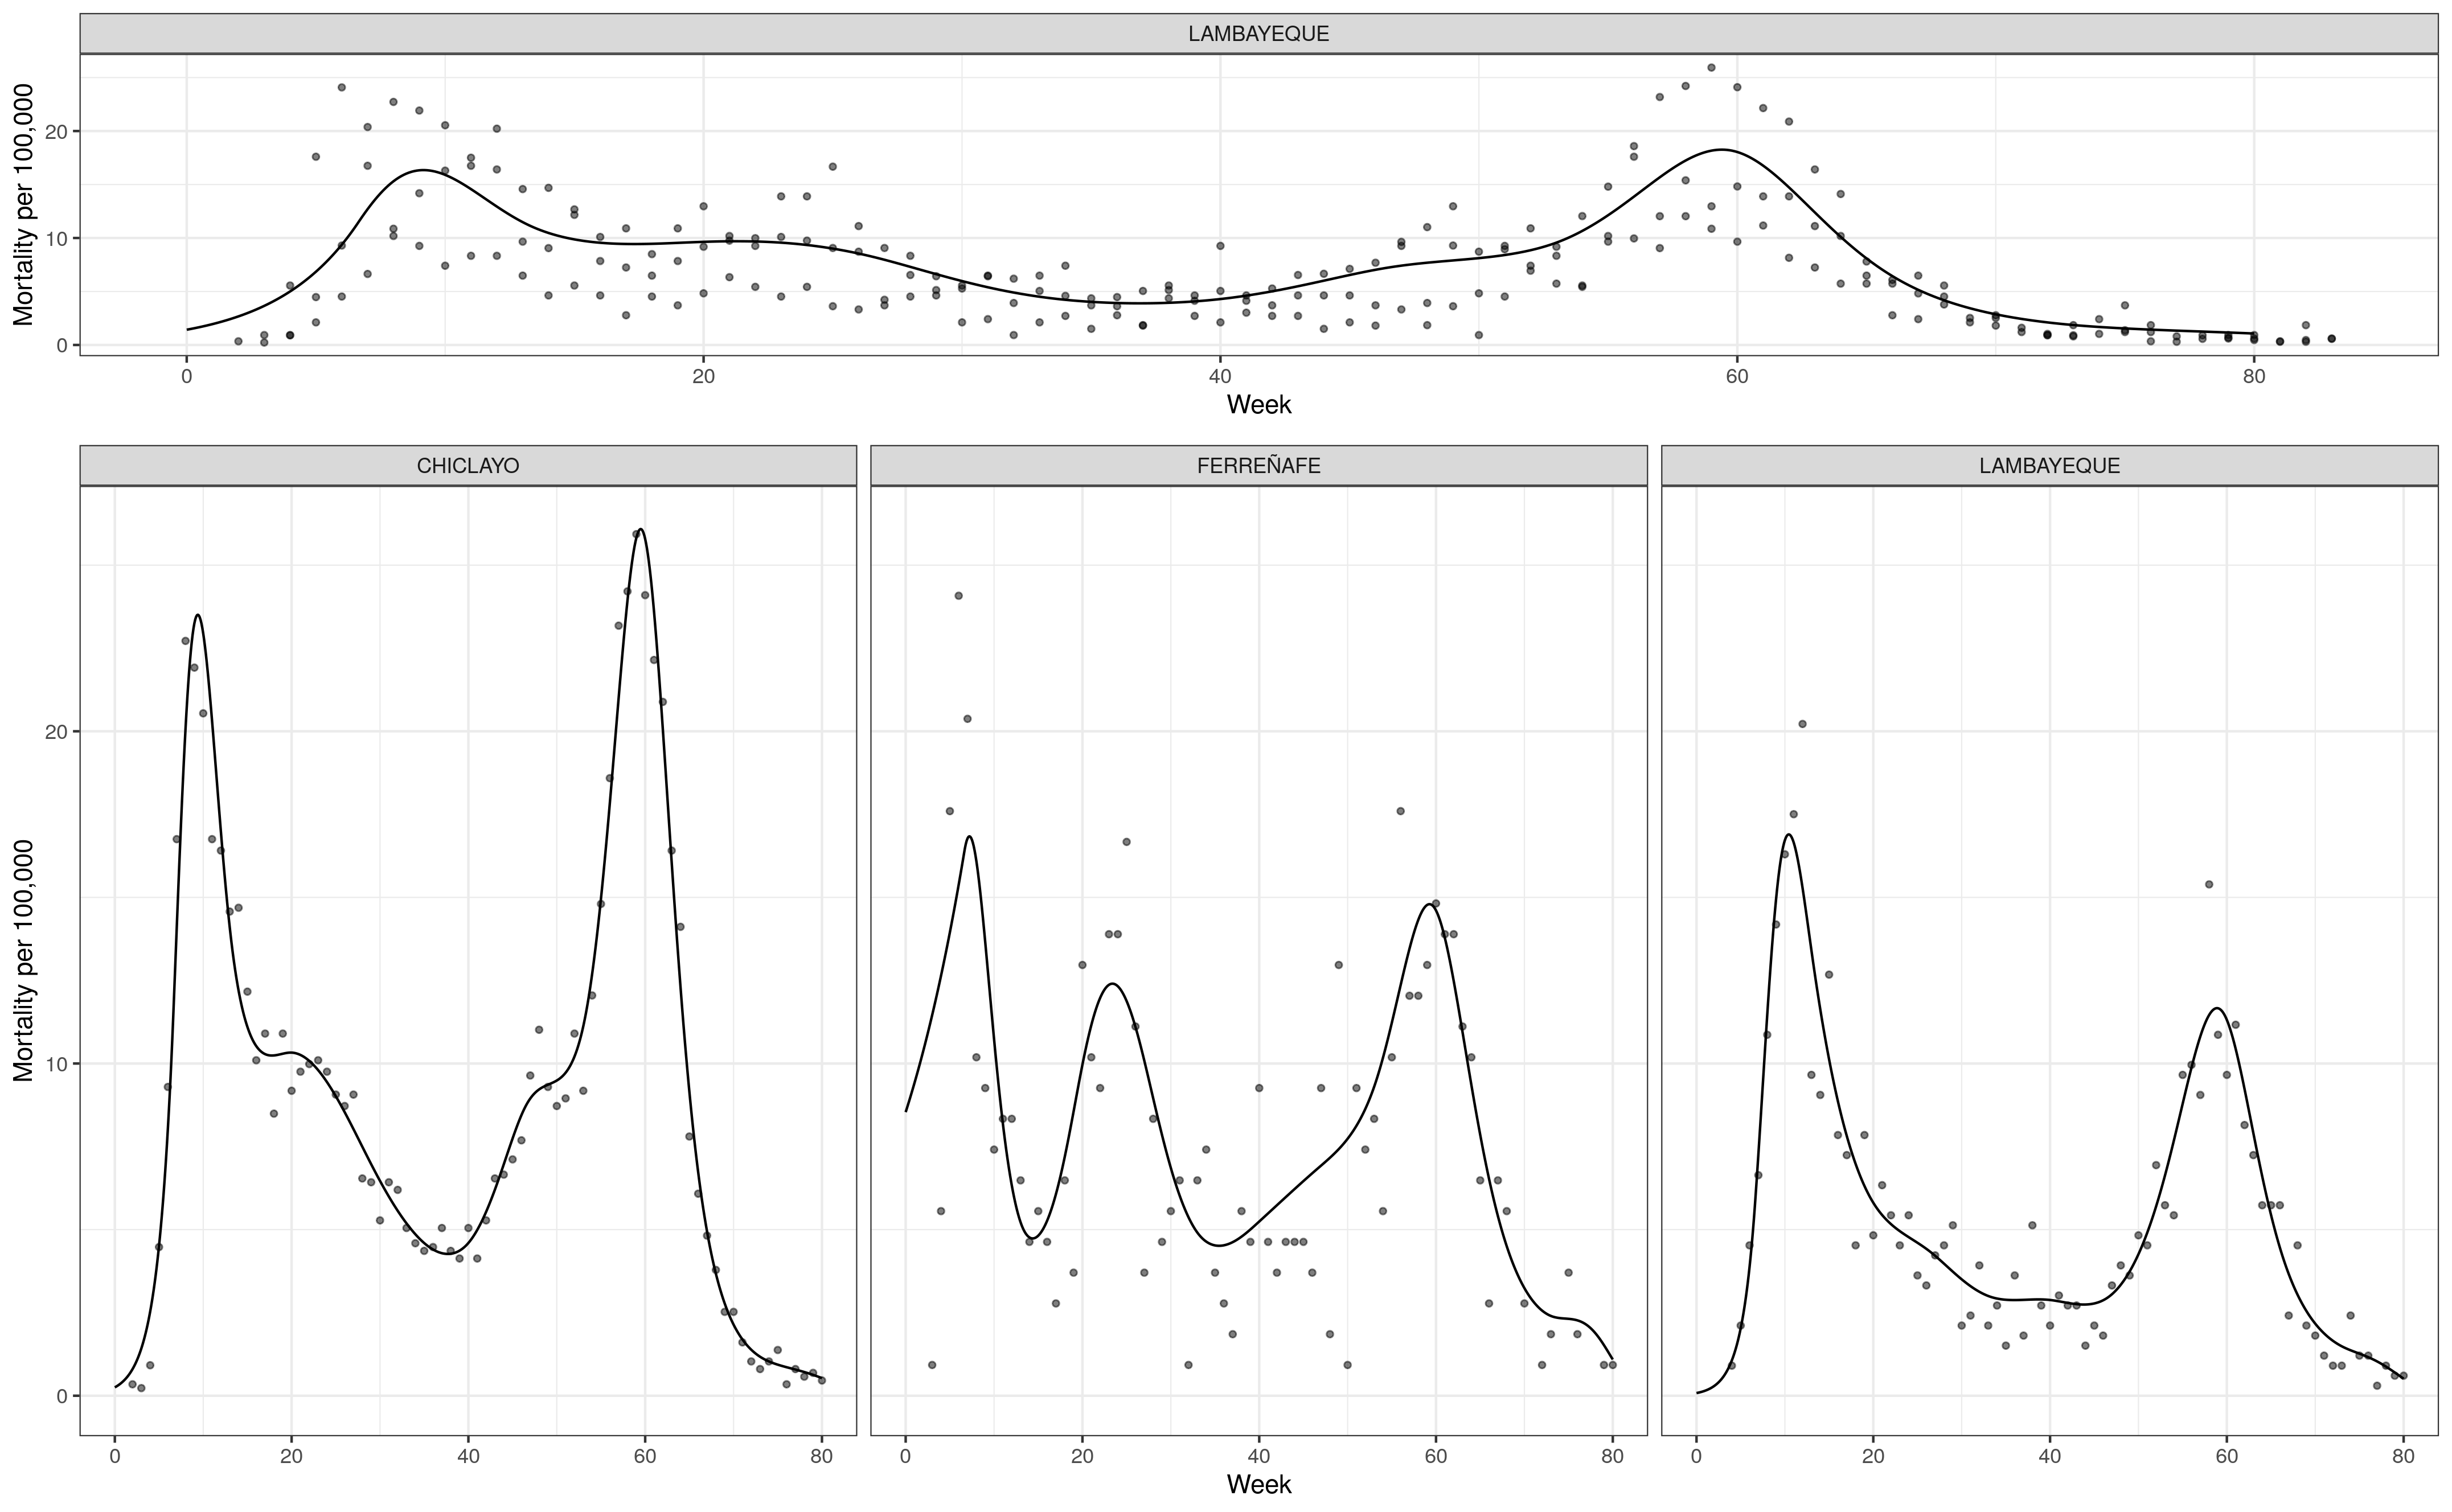 LAMBAYEQUE
Mortality per 100,000
20
10
0
0 20 40 60 80
Week
CHICLAYO FERREÑAFE LAMBAYEQUE
Mortality per 100,000
20
10
0
0 20 40 60 80 0 20 40 60 80 0 20 40 60 80
Week